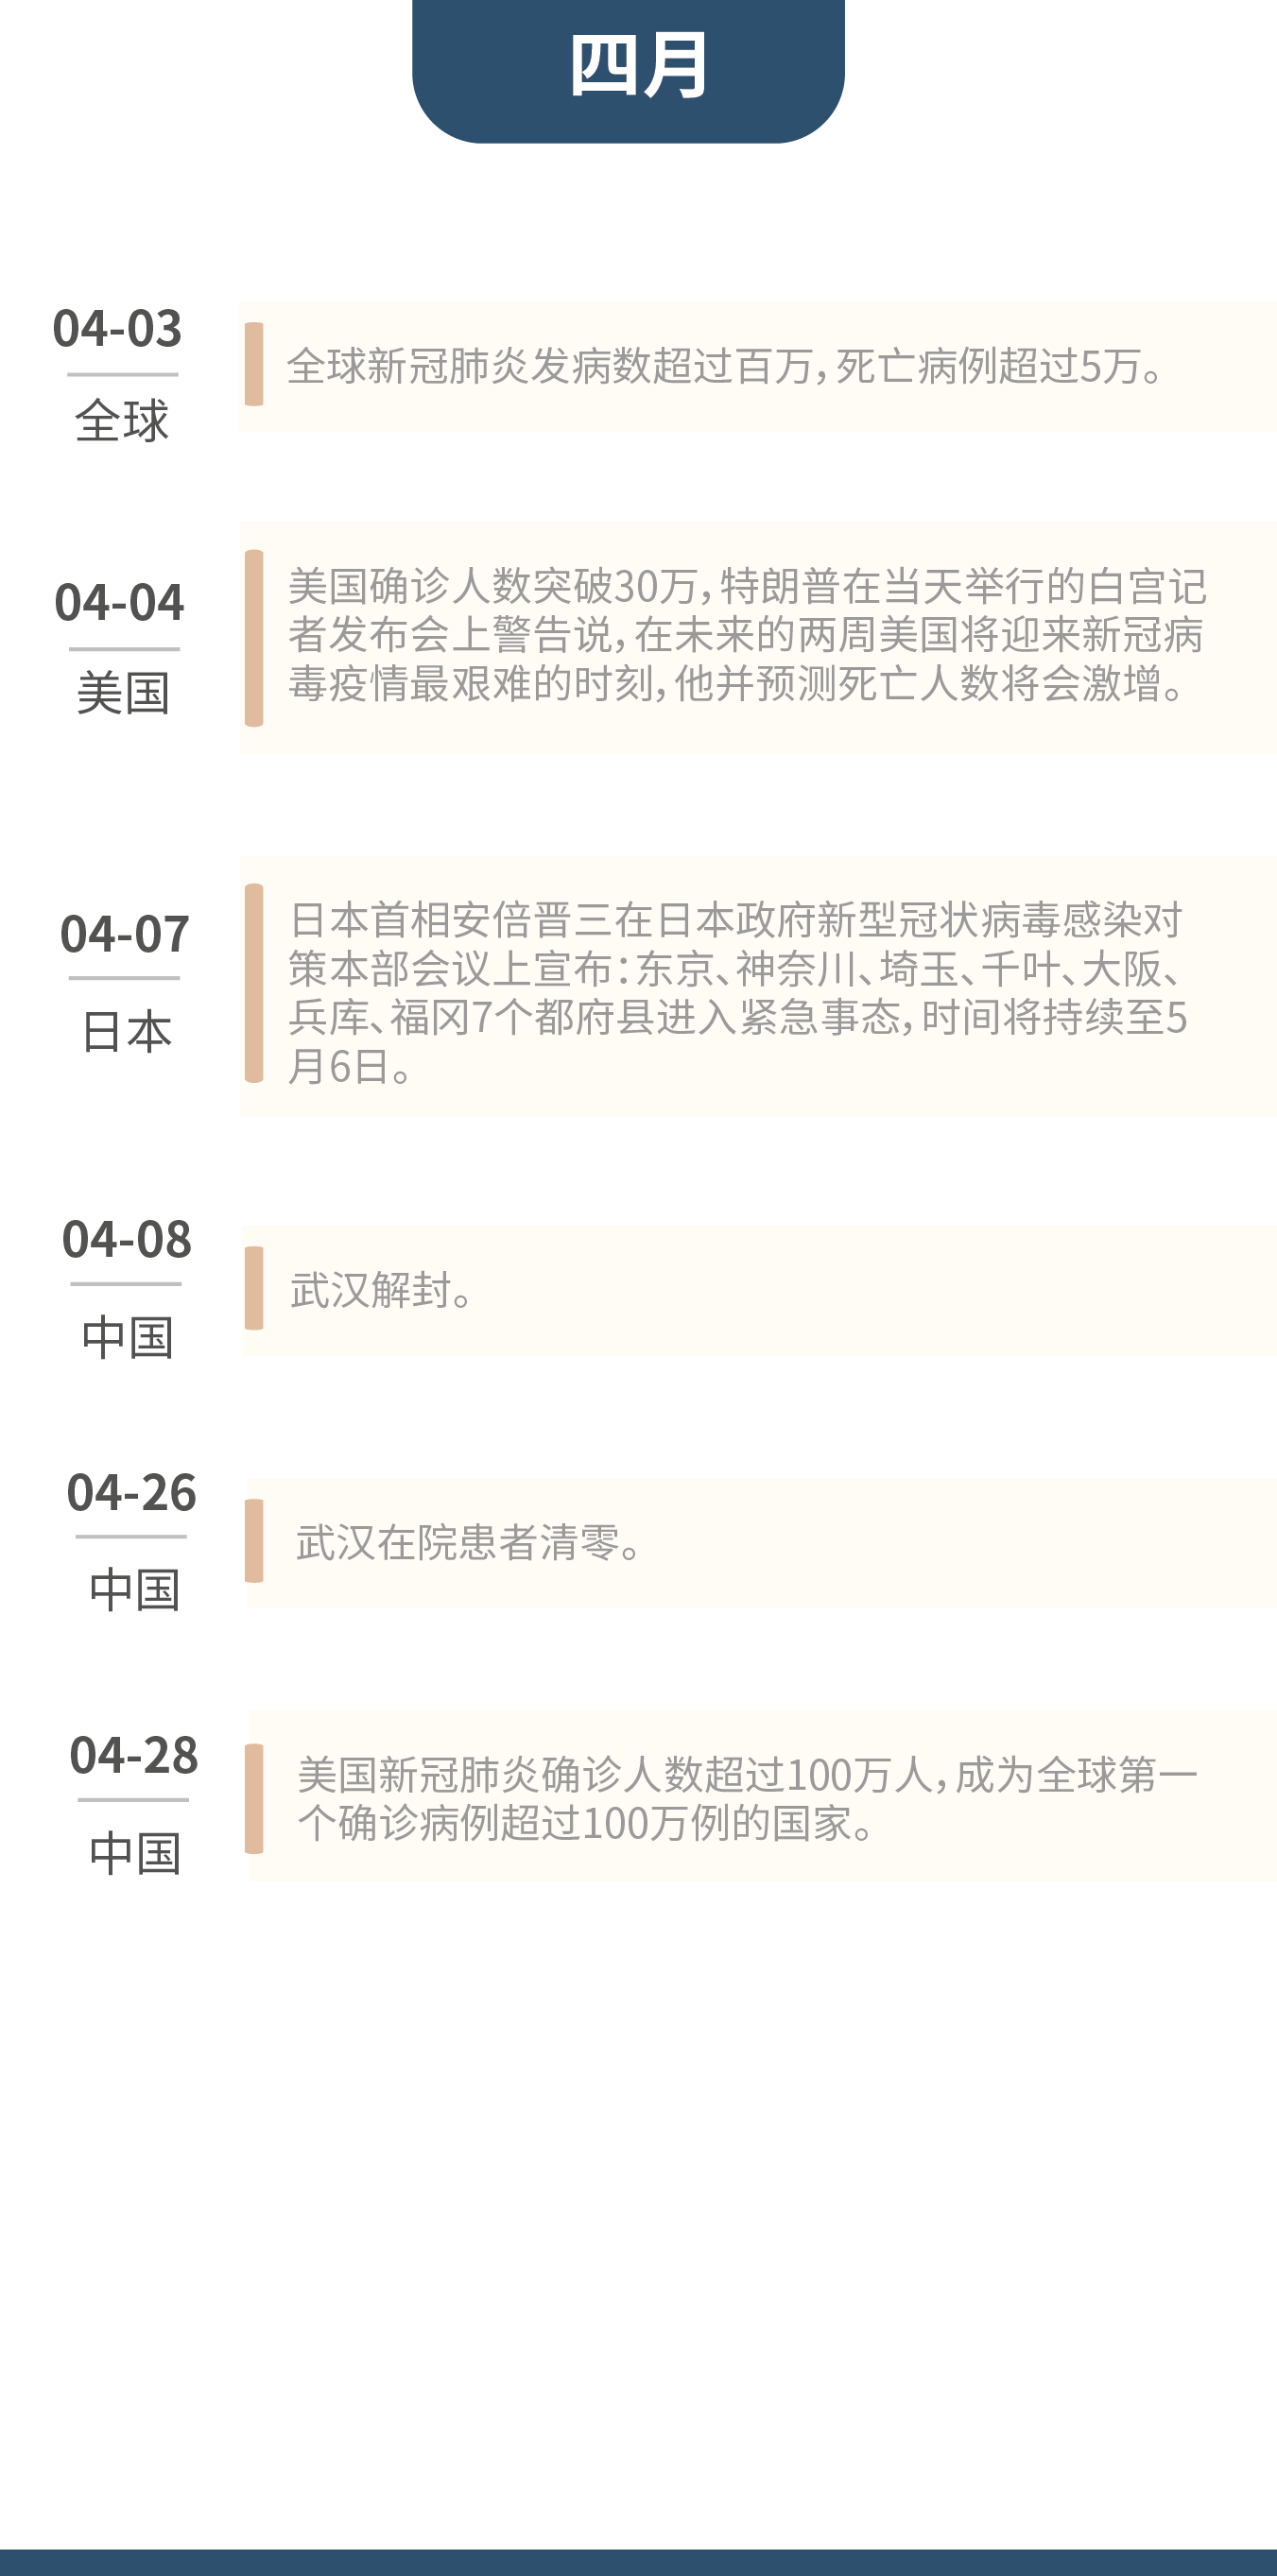 四月
04-03
全球
全球新冠肺炎发病数超过百万，死亡病例超过5万。
04-04
美国
美国确诊人数突破30万，特朗普在当天举行的白宫记
者发布会上警告说，在未来的两周美国将迎来新冠病
毒疫情最艰难的时刻，他并预测死亡人数将会激增。
04-07
日本
日本首相安倍晋三在日本政府新型冠状病毒感染对
策本部会议上宣布：东京、神奈川、埼玉、千叶、大阪、
兵库、福冈7个都府县进入紧急事态，时间将持续至5
月6日。
04-08
中国
武汉解封。
04-26
中国
武汉在院患者清零。
04-28
中国
美国新冠肺炎确诊人数超过100万人，成为全球第一
个确诊病例超过100万例的国家。